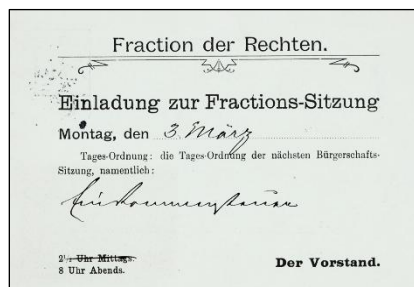 Fraction der Rechten.
Einladung zur Fractions-Sitzung
Montag, den 3. März
Tages-Ordnung: die Tages-Ordnung der nächsten Bürgerschafts-
Sitzung, namentlich:
Einkommensteuer
2½ Uhr Mittags.
8 Uhr Abends.
Der Vorstand.